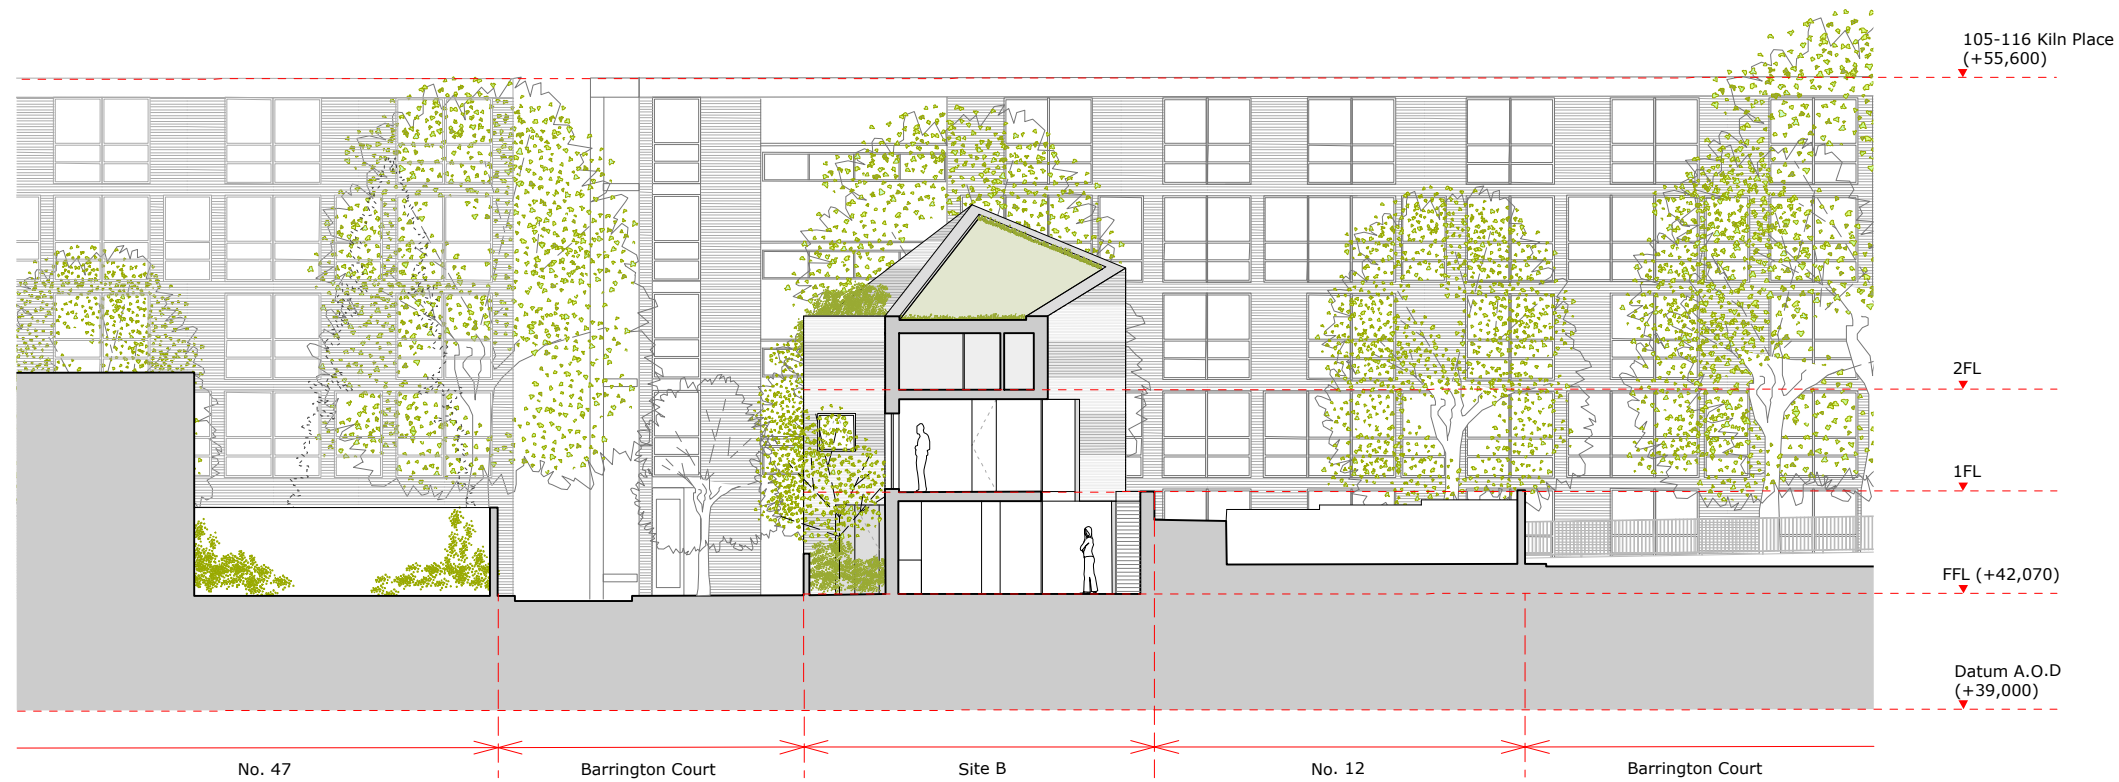 105-116 Kiln Place
(+55,600)
2FL
1FL
FFL (+42,070)
Datum A.O.D
(+39,000)
No. 47
Barrington Court
Site B
No. 12
Barrington Court